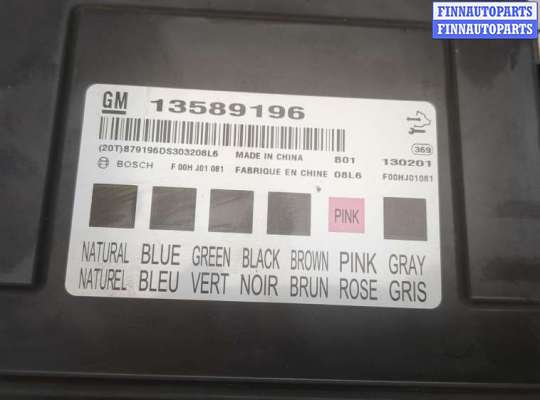 FINNAUTOPARTS
FINNAUTOPARTS
GM 13589196
(20T)879196DS303208L6 MADE IN CHINA B01 130201
369
BOSCH F 00H J01 081 FABRIQUE EN CHINE 08L6 F00HJ01081
PINK
NATURAL BLUE GREEN BLACK BROWN PINK GRAY
NATUREL BLEU VERT NOIR BRUN ROSE GRIS